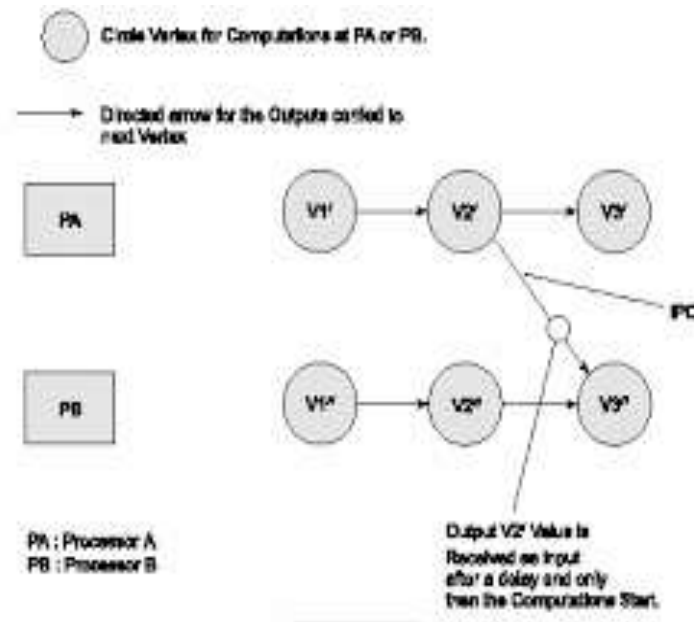 Circle Vertex for Computations at PA or PB.
Directed arrow for the Outputs carried to
next Vertex
PA
V1'
V2'
V3'
IPC
PB
V1"
V2"
V3"
PA : Processor A
PB : Processor B
Output V2' Value is
Received as Input
after a delay and only
then the Computations Start.